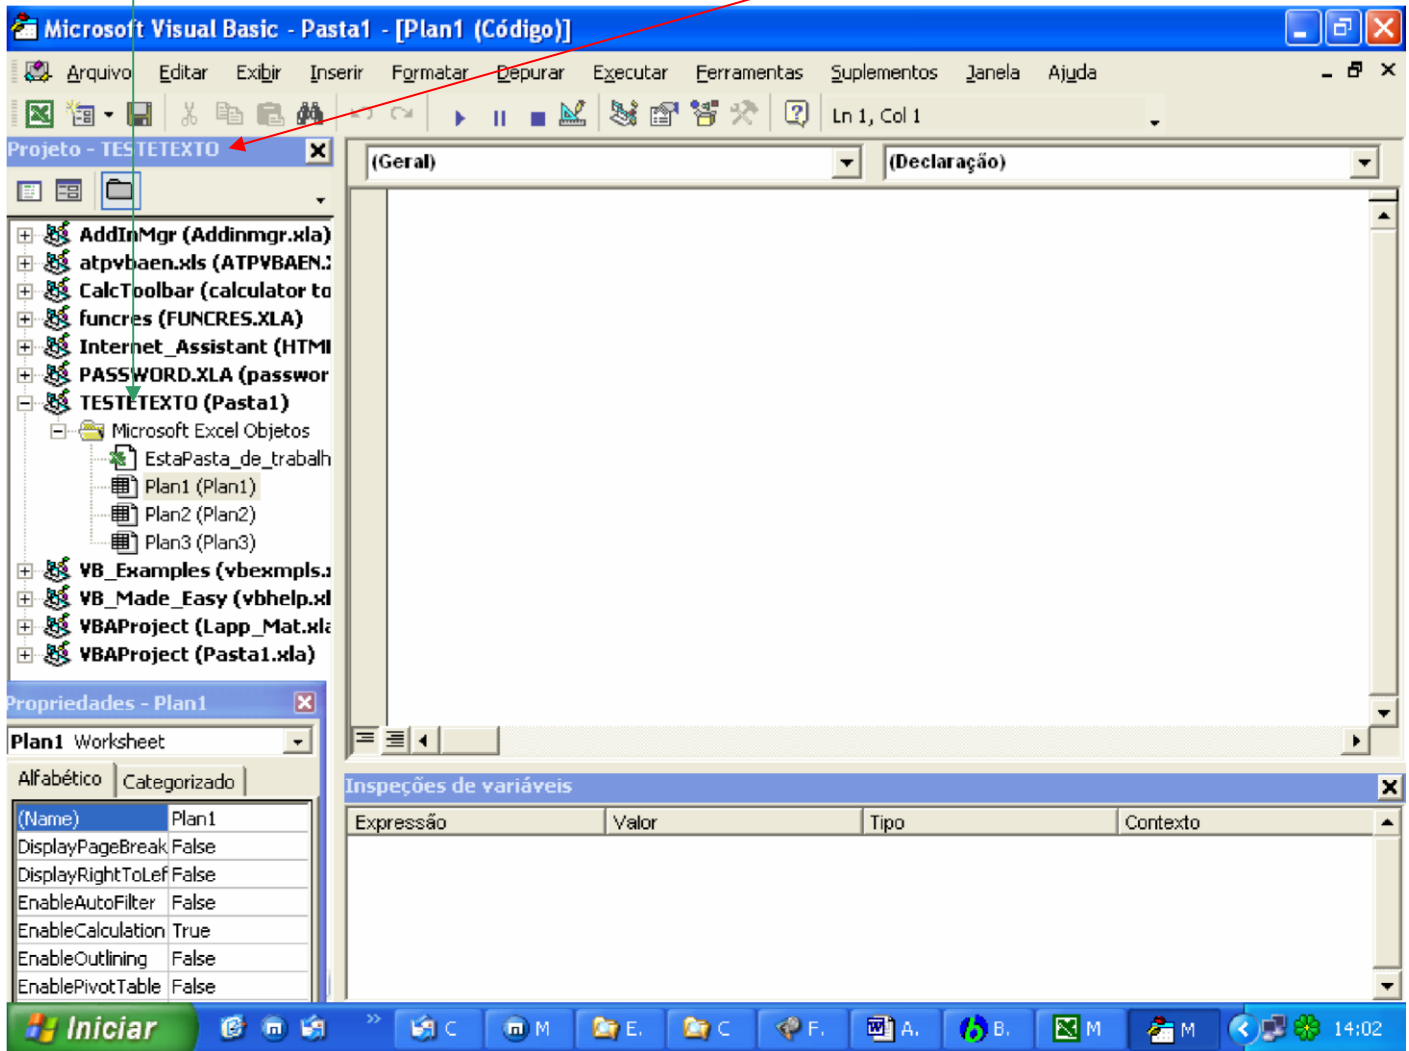 Microsoft Visual Basic - Pasta1 - [Plan1 (Código)]
Arquivo Editar Exibir Inserir Formatar Depurar Executar Ferramentas Suplementos Janela Ajuda
Ln 1, Col 1
Projeto - TESTETEXTO
(Geral) (Declaração)
AddInMgr (Addinmgr.xla)
atpvbaen.xls (ATPVBAEN.
CalcToolbar (calculator to
funcres (FUNCRES.XLA)
Internet_Assistant (HTML
PASSWORD.XLA (passwor
TESTETEXTO (Pasta1)
Microsoft Excel Objetos
EstaPasta_de_trabalh
Plan1 (Plan1)
Plan2 (Plan2)
Plan3 (Plan3)
VB_Examples (vbexmpls.
VB_Made_Easy (vbhelp.xl
VBAProject (Lapp_Mat.xla
VBAProject (Pasta1.xla)
Propriedades - Plan1
Plan1 Worksheet
Alfabético Categorizado
(Name) Plan1
DisplayPageBreak False
DisplayRightToLef False
EnableAutoFilter False
EnableCalculation True
EnableOutlining False
EnablePivotTable False
Inspeções de variáveis
Expressão Valor Tipo Contexto
Iniciar » C M E. C F. A. B. M M 14:02